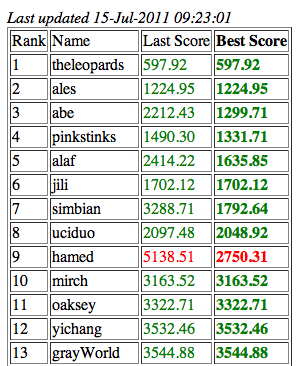 Last updated 15-Jul-2011 09:23:01
Rank Name Last Score Best Score
1 theleopards 597.92 597.92
2 ales 1224.95 1224.95
3 abe 2212.43 1299.71
4 pinkstinks 1490.30 1331.71
5 alaf 2414.22 1635.85
6 jili 1702.12 1702.12
7 simbian 3288.71 1792.64
8 uciduo 2097.48 2048.92
9 hamed 5138.51 2750.31
10 mirch 3163.52 3163.52
11 oaksey 3322.71 3322.71
12 yichang 3532.46 3532.46
13 grayWorld 3544.88 3544.88